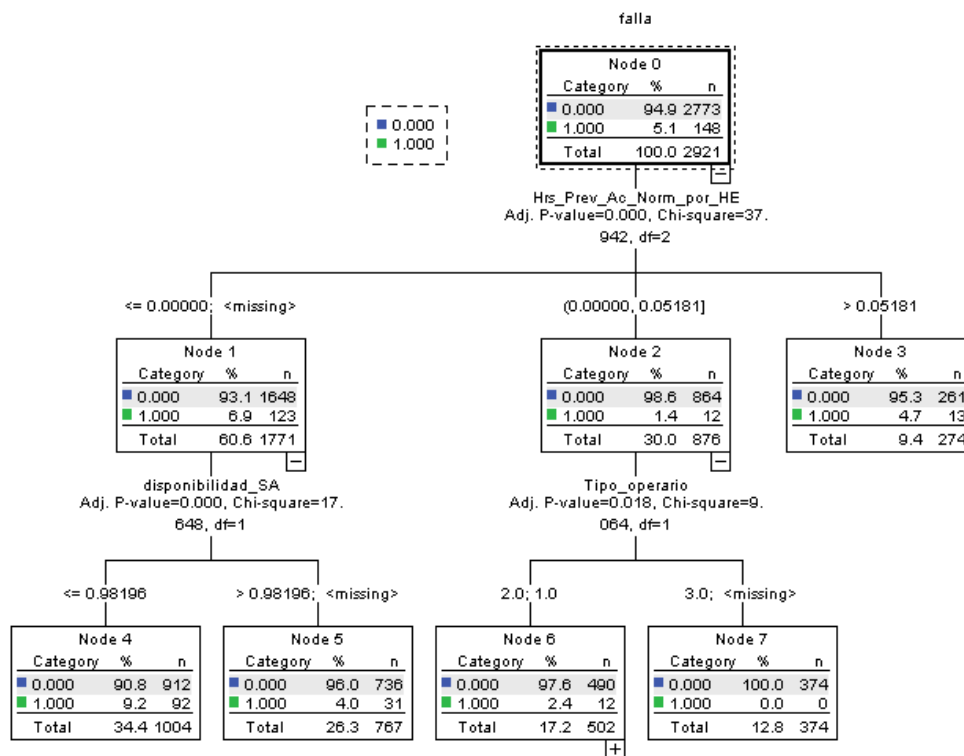 falla
Node 0
Category % n
0.000 94.9 2773
1.000 5.1 148
Total 100.0 2921
0.000
1.000
Hrs_Prev_Ac_Norm_por_HE
Adj. P-value=0.000, Chi-square=37.
942, df=2
<= 0.00000; <missing>
(0.00000, 0.05181]
> 0.05181
Node 1
Category % n
0.000 93.1 1648
1.000 6.9 123
Total 60.6 1771
Node 2
Category % n
0.000 98.6 864
1.000 1.4 12
Total 30.0 876
Node 3
Category % n
0.000 95.3 261
1.000 4.7 13
Total 9.4 274
disponibilidad_SA
Adj. P-value=0.000, Chi-square=17.
648, df=1
Tipo_operario
Adj. P-value=0.018, Chi-square=9.
064, df=1
<= 0.98196
> 0.98196; <missing>
2.0; 1.0
3.0; <missing>
Node 4
Category % n
0.000 90.8 912
1.000 9.2 92
Total 34.4 1004
Node 5
Category % n
0.000 96.0 736
1.000 4.0 31
Total 26.3 767
Node 6
Category % n
0.000 97.6 490
1.000 2.4 12
Total 17.2 502
Node 7
Category % n
0.000 100.0 374
1.000 0.0 0
Total 12.8 374